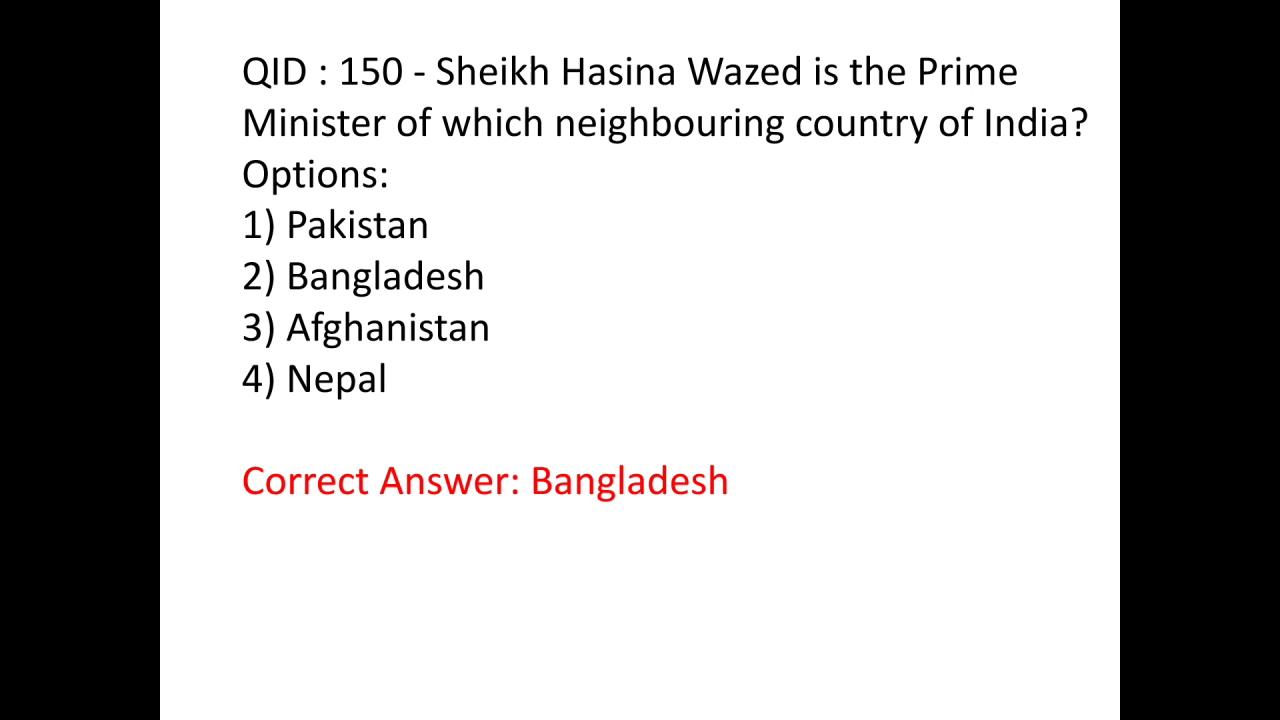 QID : 150 - Sheikh Hasina Wazed is the Prime
Minister of which neighbouring country of India?
Options:
1) Pakistan
2) Bangladesh
3) Afghanistan
4) Nepal
Correct Answer: Bangladesh